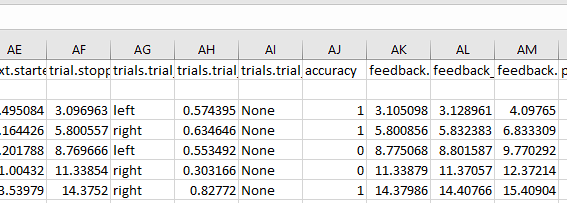 AE AF AG AH AI AJ AK AL AM
xt.starte trial.stopp trials.trial_ trials.trial_ trials.trial_ accuracy feedback. feedback_ feedback. p
.495084 3.096963 left 0.574395 None 1 3.105098 3.128961 4.09765
.164426 5.800557 right 0.634646 None 1 5.800856 5.832383 6.833309
.201788 8.769666 left 0.553492 None 0 8.775068 8.801587 9.770292
1.00432 11.33854 right 0.303166 None 0 11.33879 11.37057 12.37214
3.53979 14.3752 right 0.82772 None 1 14.37986 14.40766 15.40904